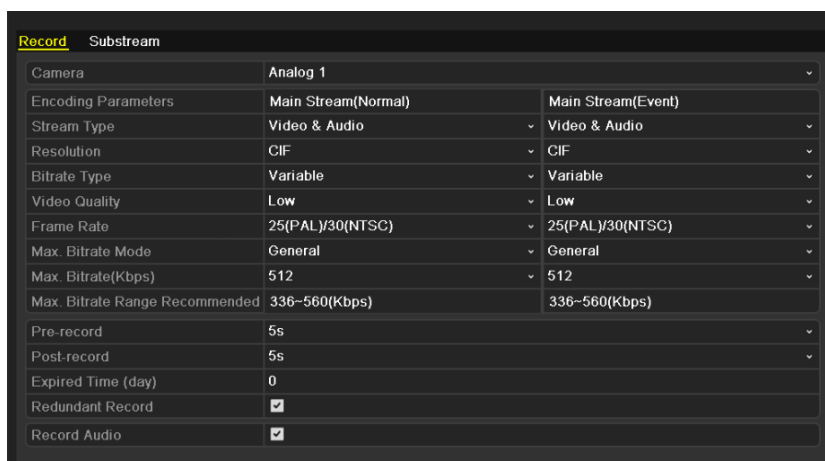 Record Substream
Camera Analog 1
Encoding Parameters Main Stream(Normal) Main Stream(Event)
Stream Type Video & Audio Video & Audio
Resolution CIF CIF
Bitrate Type Variable Variable
Video Quality Low Low
Frame Rate 25(PAL)/30(NTSC) 25(PAL)/30(NTSC)
Max. Bitrate Mode General General
Max. Bitrate(Kbps) 512 512
Max. Bitrate Range Recommended 336~560(Kbps) 336~560(Kbps)
Pre-record 5s
Post-record 5s
Expired Time (day) 0
Redundant Record
Record Audio